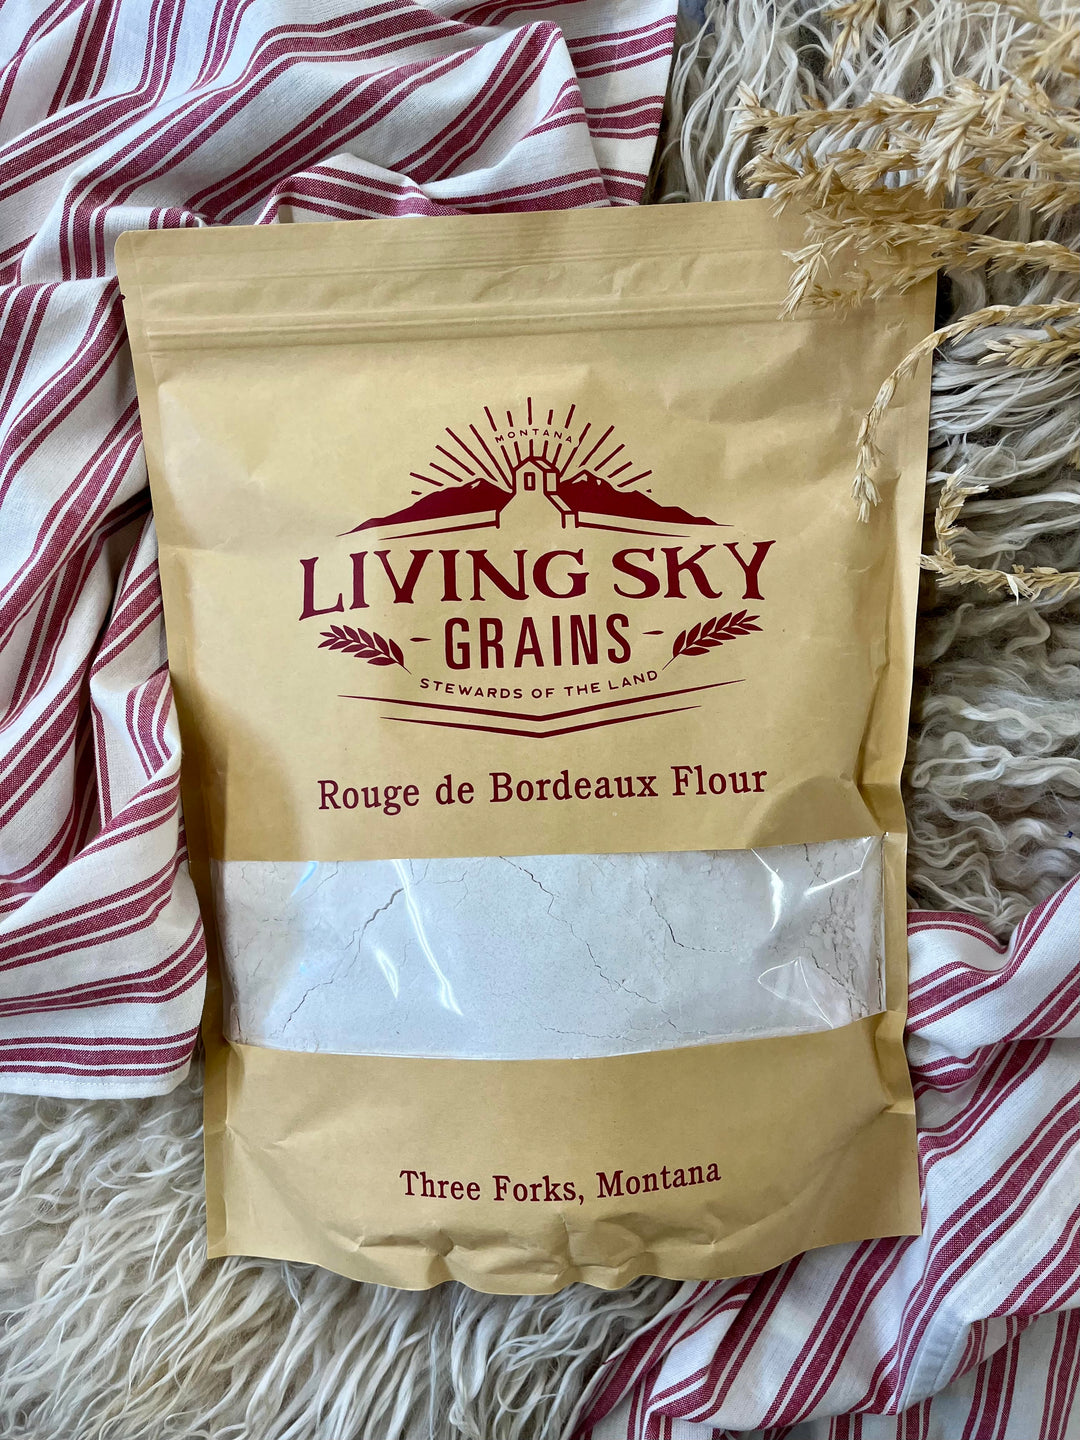 MONTANA
LIVING SKY
- GRAINS -
STEWARDS OF THE LAND
Rouge de Bordeaux Flour
Three Forks, Montana